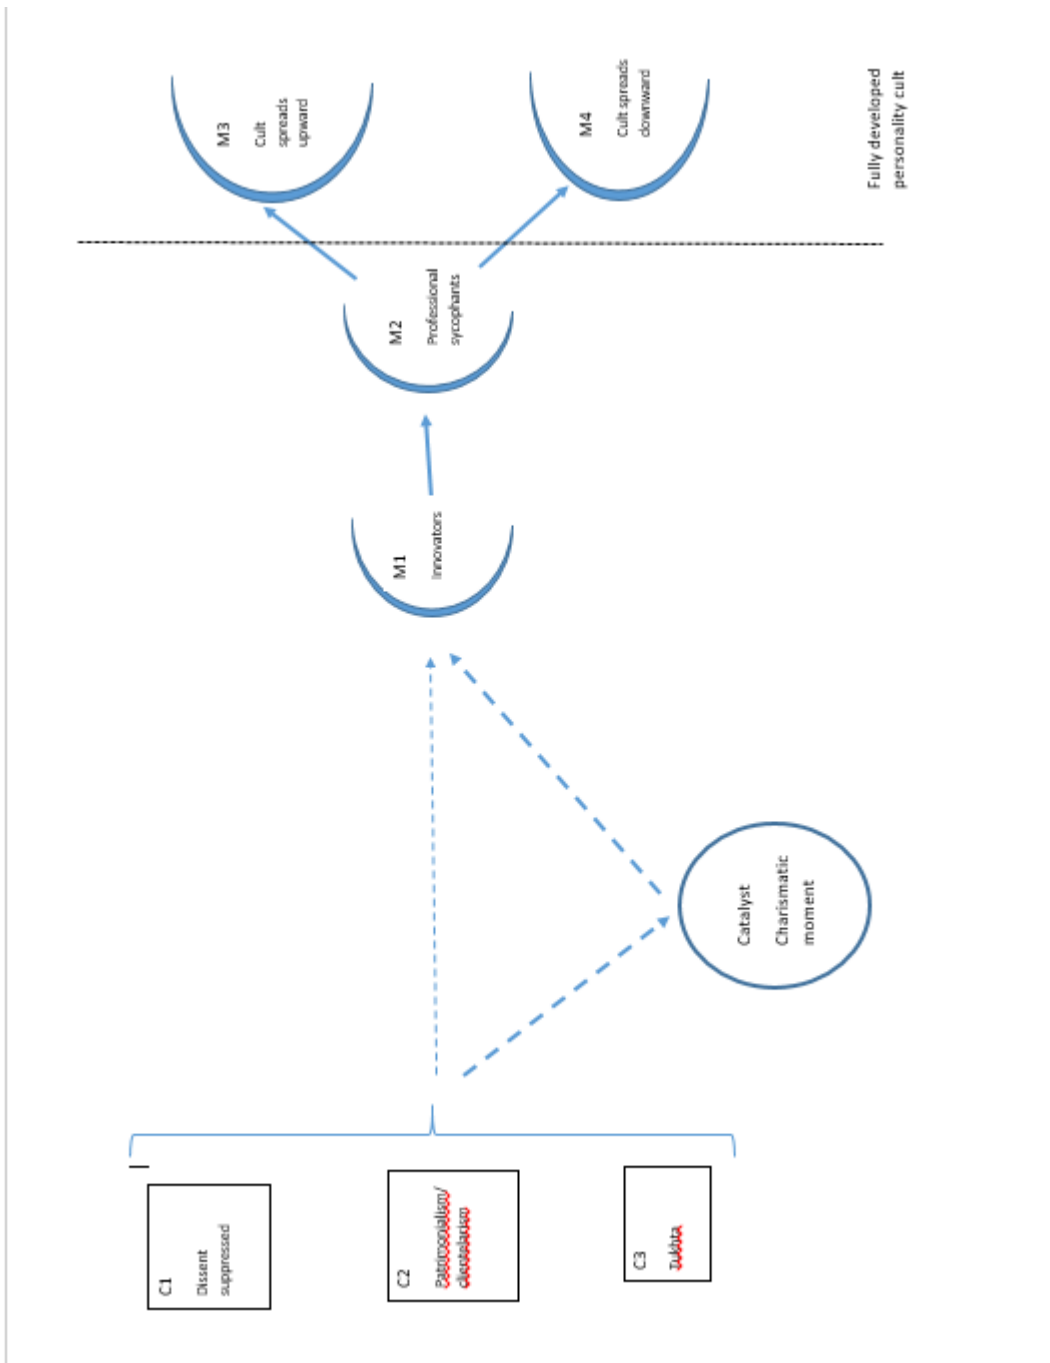 C1
Dissent
suppressed
C2
Patrimonialism/
clientelarism
C3
Tukhta
Catalyst
Charismatic
moment
M1
Innovators
M2
Professional
sycophants
M3
Cult
spreads
upward
M4
Cult spreads
downward
Fully developed
personality cult